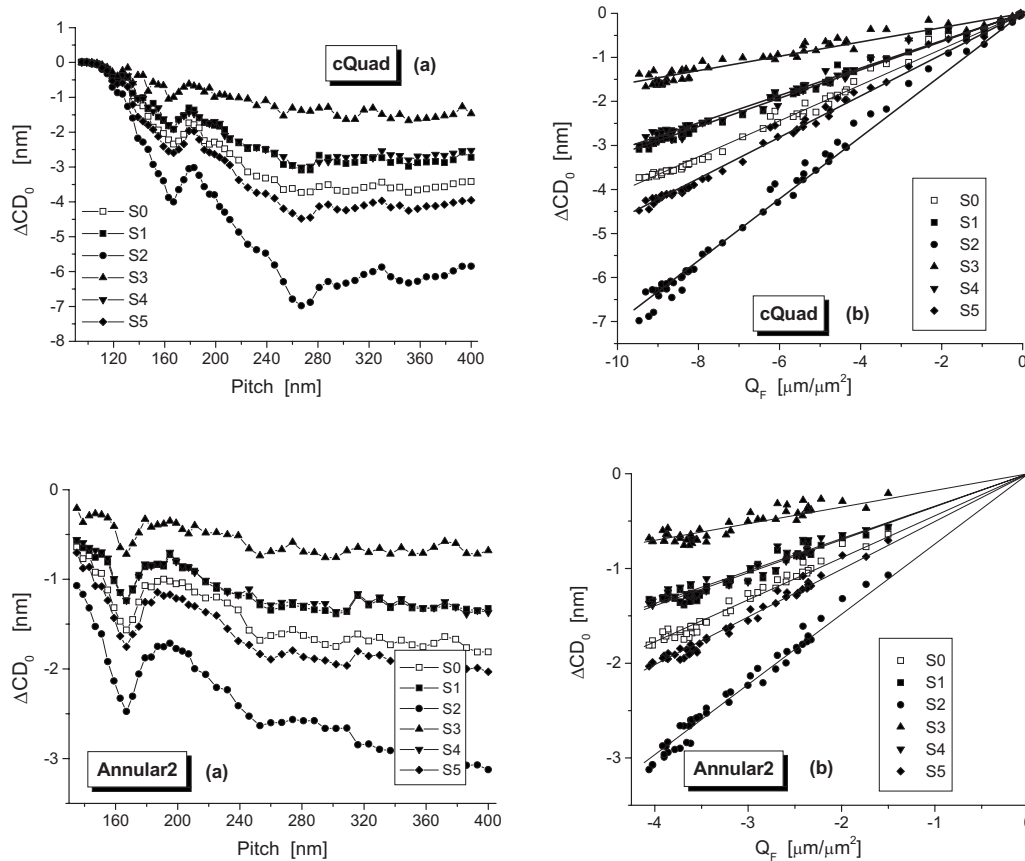 cQuad (a)
ΔCD0 [nm]
1
0
-1
-2
-3
-4
-5
-6
-7
-8
S0
S1
S2
S3
S4
S5
120 160 200 240 280 320 360 400
Pitch [nm]
ΔCD0 [nm]
0
-1
-2
-3
-4
-5
-6
-7
S0
S1
S2
S3
S4
S5
cQuad (b)
-10 -8 -6 -4 -2 0
QF [μm/μm²]
ΔCD0 [nm]
0
-1
-2
-3
S0
S1
S2
S3
S4
S5
Annular2 (a)
160 200 240 280 320 360 400
Pitch [nm]
ΔCD0 [nm]
0
-1
-2
-3
S0
S1
S2
S3
S4
S5
Annular2 (b)
-4 -3 -2 -1 0
QF [μm/μm²]